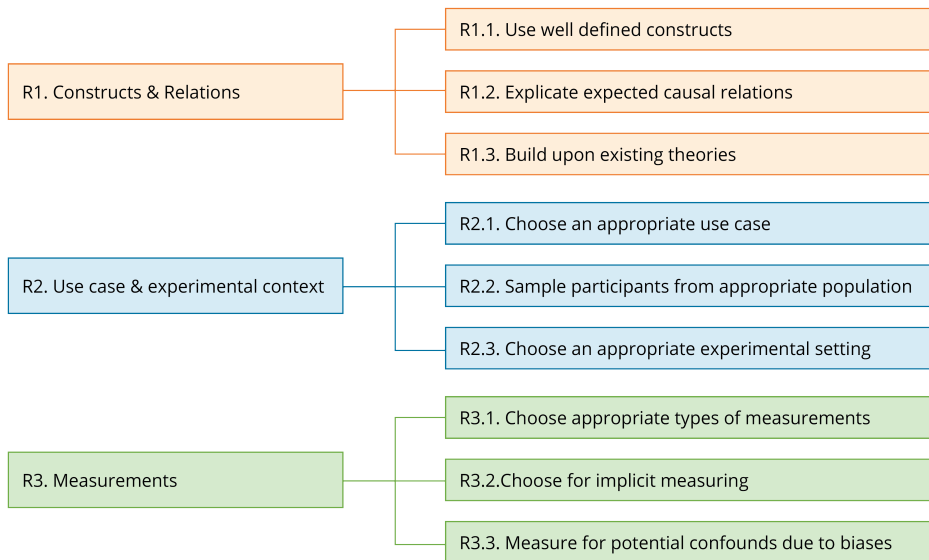 R1. Constructs & Relations
R1.1. Use well defined constructs
R1.2. Explicate expected causal relations
R1.3. Build upon existing theories
R2. Use case & experimental context
R2.1. Choose an appropriate use case
R2.2. Sample participants from appropriate population
R2.3. Choose an appropriate experimental setting
R3. Measurements
R3.1. Choose appropriate types of measurements
R3.2.Choose for implicit measuring
R3.3. Measure for potential confounds due to biases